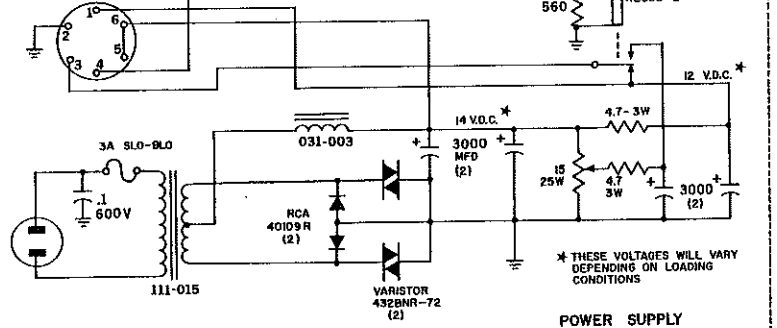 560
1
6
2
5
3
4
12 V.D.C. *
14 V.D.C. *
4.7-3W
031-003
3A SLO-BLO
+
3000
MFD
(2)
+
15
25W
4.7
3W
+
3000
(2)
+
.1
600V
RCA
40109R
(2)
111-015
VARISTOR
432BNR-72
(2)
* THESE VOLTAGES WILL VARY
DEPENDING ON LOADING
CONDITIONS
POWER SUPPLY